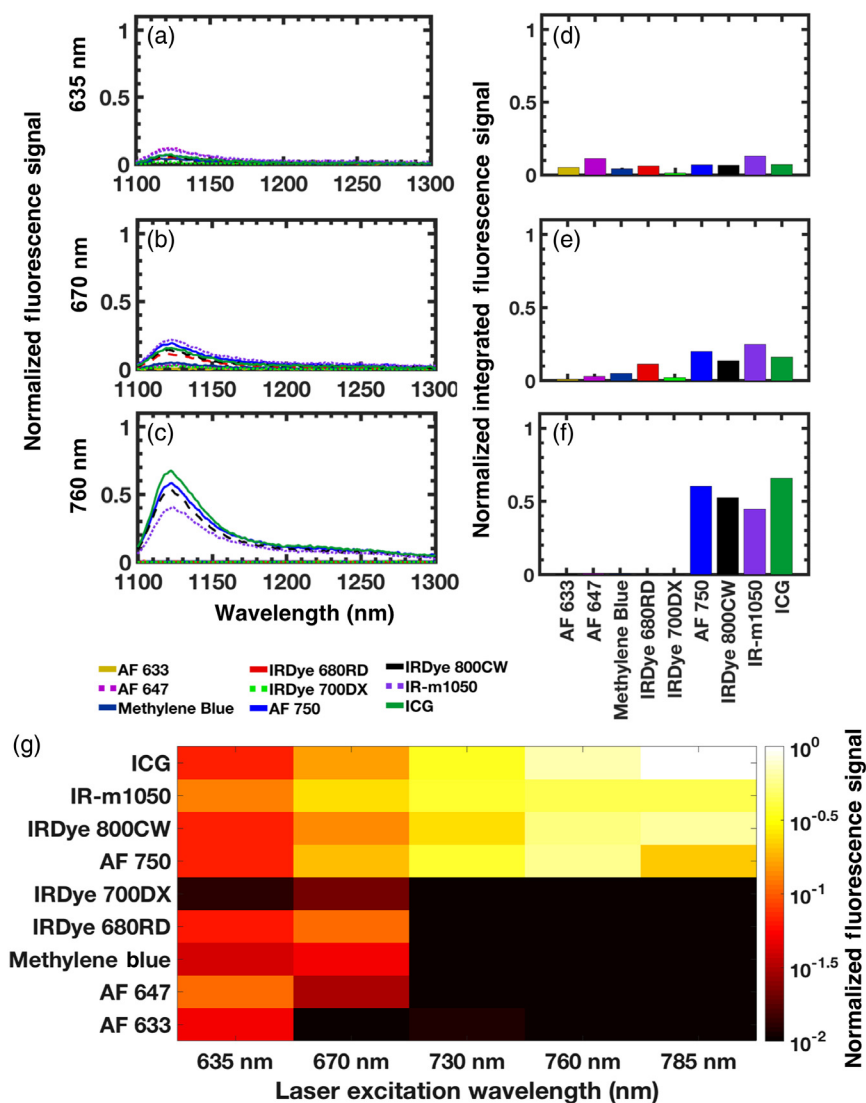 Normalized fluorescence signal
635 nm
(a)
1
0.5
0
1100 1150 1200 1250 1300
670 nm
(b)
1
0.5
0
1100 1150 1200 1250 1300
760 nm
(c)
1
0.5
0
1100 1150 1200 1250 1300
Wavelength (nm)
Normalized integrated fluorescence signal
(d)
1
0.5
0
(e)
1
0.5
0
(f)
1
0.5
0
AF 633
AF 647
Methylene Blue
IRDye 680RD
IRDye 700DX
AF 750
IRDye 800CW
IR-m1050
ICG
AF 633 IRDye 680RD IRDye 800CW
AF 647 IRDye 700DX IR-m1050
Methylene Blue AF 750 ICG
(g)
ICG
IR-m1050
IRDye 800CW
AF 750
IRDye 700DX
IRDye 680RD
Methylene blue
AF 647
AF 633
635 nm 670 nm 730 nm 760 nm 785 nm
Laser excitation wavelength (nm)
10^0
10^-0.5
10^-1
10^-1.5
10^-2
Normalized fluorescence signal